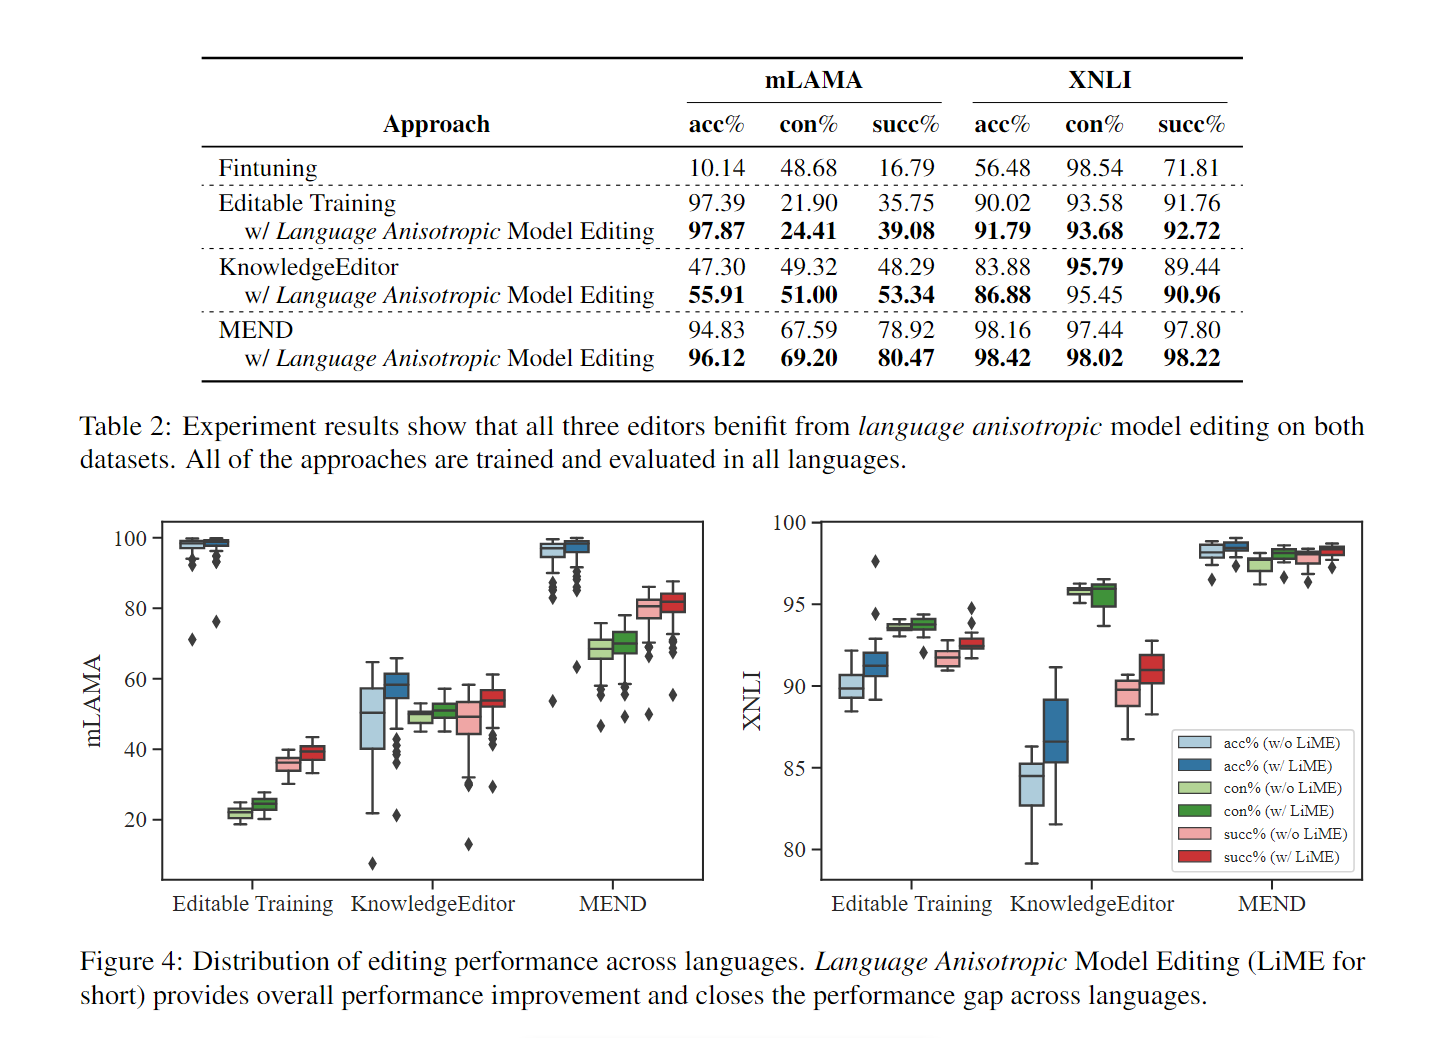 mLAMA XNLI
Approach acc% con% succ% acc% con% succ%
Fintuning 10.14 48.68 16.79 56.48 98.54 71.81
Editable Training 97.39 21.90 35.75 90.02 93.58 91.76
w/ Language Anisotropic Model Editing 97.87 24.41 39.08 91.79 93.68 92.72
KnowledgeEditor 47.30 49.32 48.29 83.88 95.79 89.44
w/ Language Anisotropic Model Editing 55.91 51.00 53.34 86.88 95.45 90.96
MEND 94.83 67.59 78.92 98.16 97.44 97.80
w/ Language Anisotropic Model Editing 96.12 69.20 80.47 98.42 98.02 98.22
Table 2: Experiment results show that all three editors benifit from language anisotropic model editing on both
datasets. All of the approaches are trained and evaluated in all languages.
mLAMA
100
80
60
40
20
Editable Training KnowledgeEditor MEND
XNLI
100
95
90
85
80
acc% (w/o LiME)
acc% (w/ LiME)
con% (w/o LiME)
con% (w/ LiME)
succ% (w/o LiME)
succ% (w/ LiME)
Editable Training KnowledgeEditor MEND
Figure 4: Distribution of editing performance across languages. Language Anisotropic Model Editing (LiME for
short) provides overall performance improvement and closes the performance gap across languages.